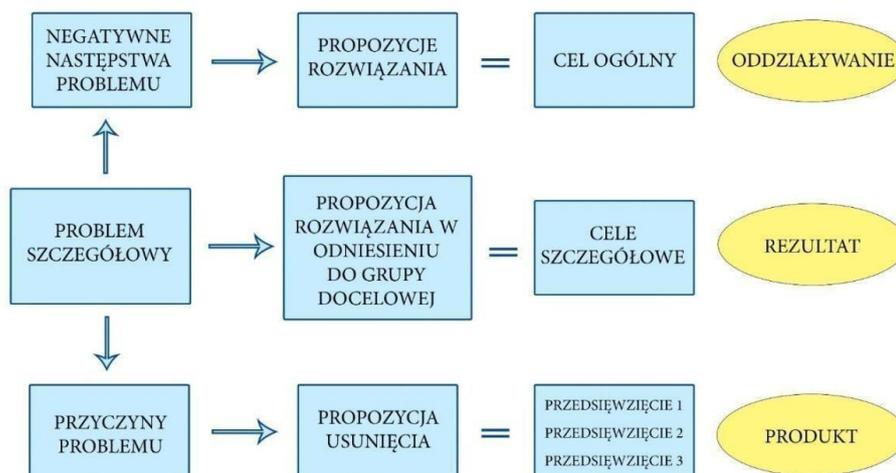 NEGATYWNE
NASTĘPSTWA
PROBLEMU
PROPOZYCJE
ROZWIĄZANIA
CEL OGÓLNY
ODDZIAŁYWANIE
PROBLEM
SZCZEGÓŁOWY
PROPOZYCJA
ROZWIĄZANIA W
ODNIESIENIU
DO GRUPY
DOCELOWEJ
CELE
SZCZEGÓŁOWE
REZULTAT
PRZYCZYNY
PROBLEMU
PROPOZYCJA
USUNIĘCIA
PRZEDSIĘWZIĘCIE 1
PRZEDSIĘWZIĘCIE 2
PRZEDSIĘWZIĘCIE 3
PRODUKT